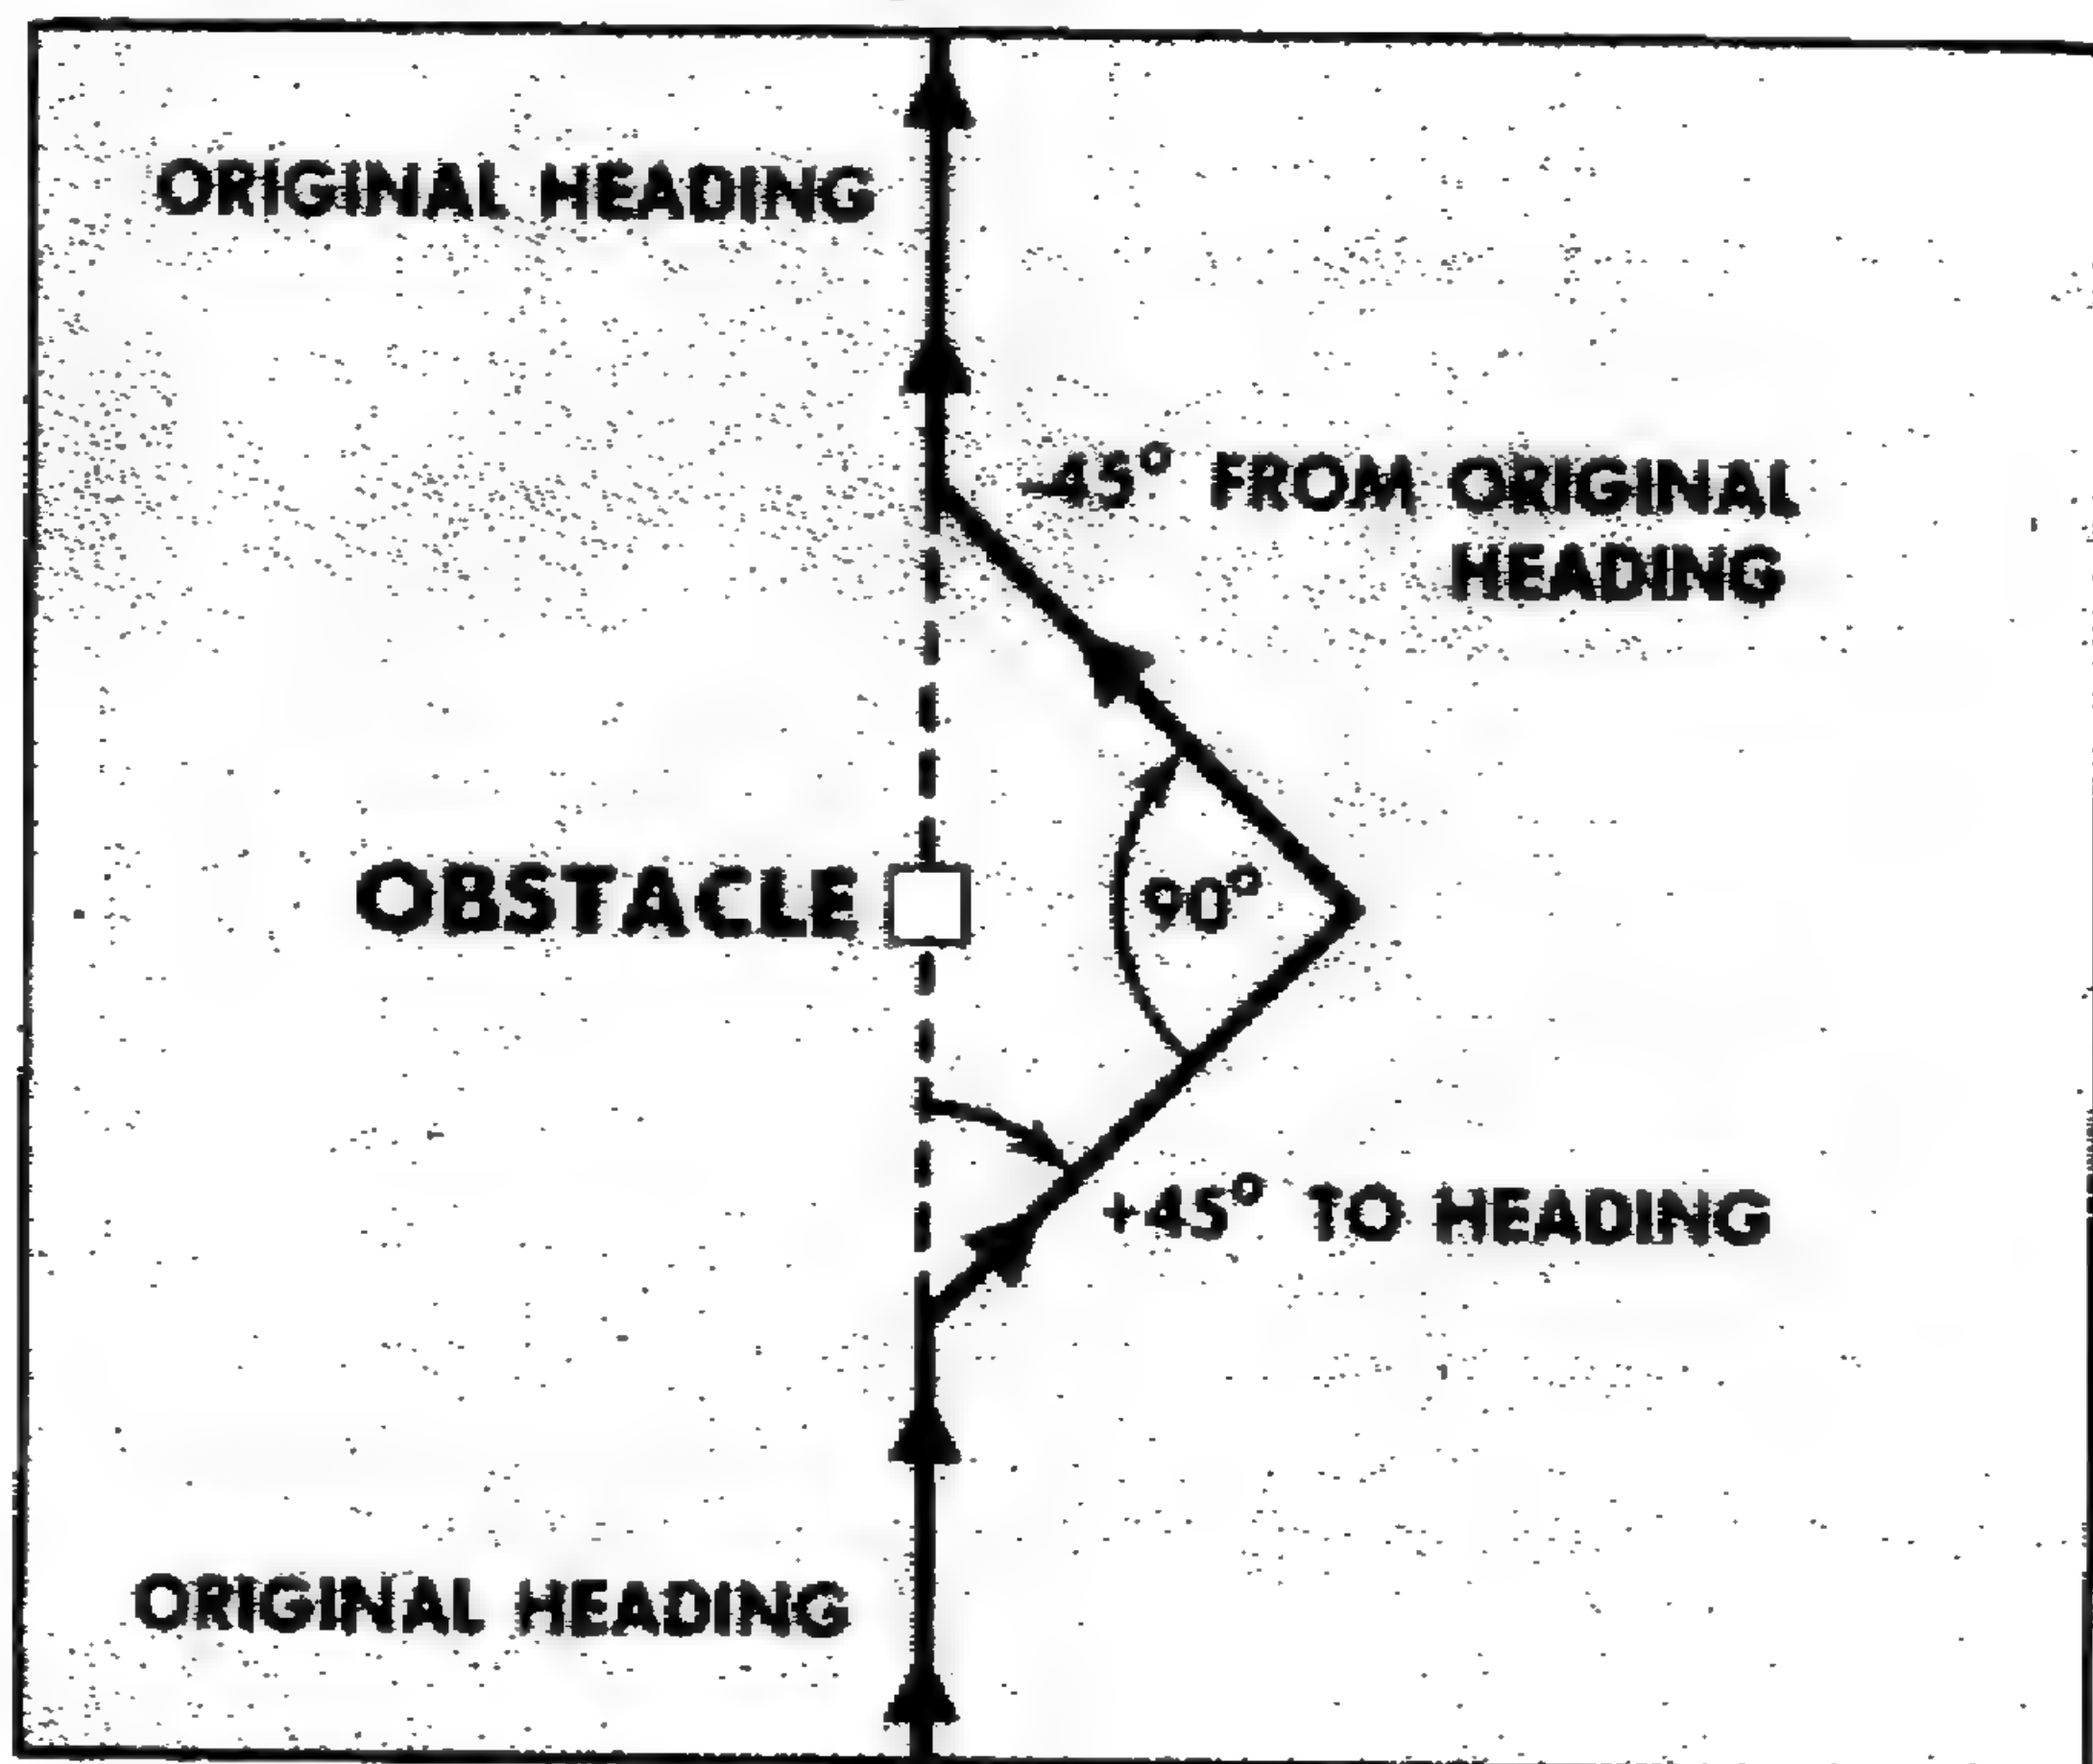 ORIGINAL HEADING
-45° FROM ORIGINAL
HEADING
OBSTACLE
90°
+45° TO HEADING
ORIGINAL HEADING